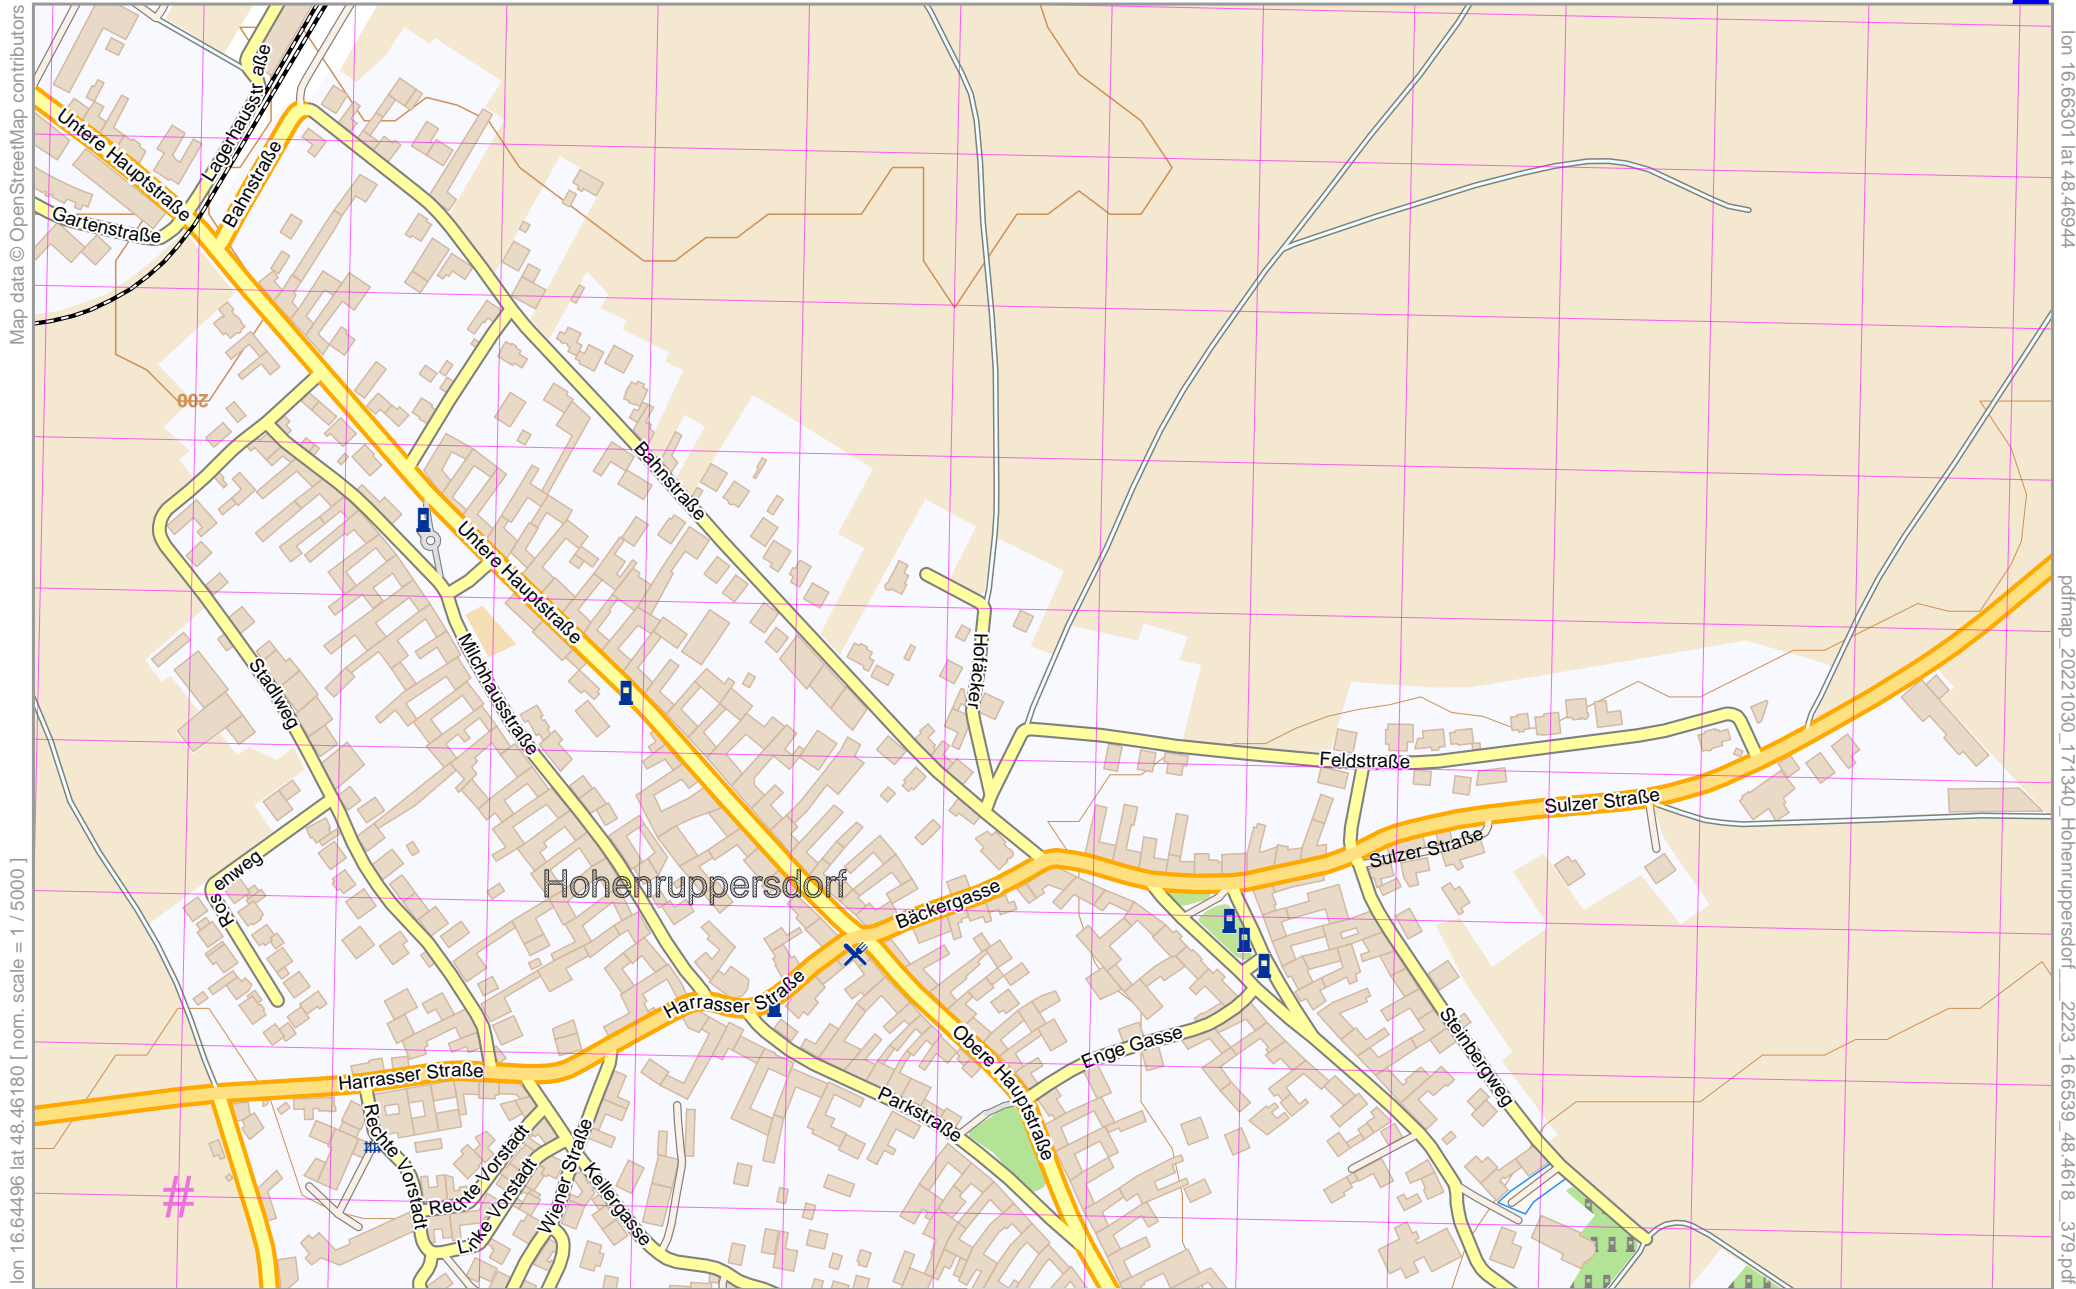 Map data © OpenStreetMap contributors
lon 16.64496 lat 48.46180 [ nom. scale = 1 / 5000 ]
lon 16.66301 lat 48.46944
pdfmap_20221030_171340_Hohenruppersdorf___2223_16.6539_48.4618__379.pdf
Lagerhausstraße
Untere Hauptstraße
Bahnstraße
Gartenstraße
200
Bahnstraße
Untere Hauptstraße
Milchhausstraße
Stadlweg
Hofäcker
Feldstraße
Sulzer Straße
Sulzer Straße
Rosenweg
Hohenruppersdorf
Bäckergasse
Harrasser Straße
Harrasser Straße
Obere Hauptstraße
Enge Gasse
Steinbergweg
Parkstraße
Rechte Vorstadt
Rechte Vorstadt
Linke Vorstadt
Wiener Straße
Kellergasse
#